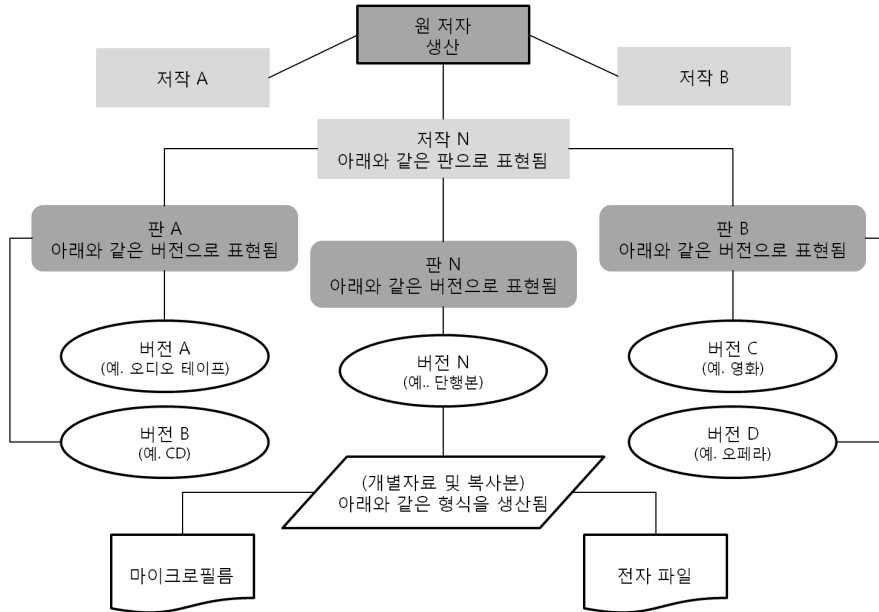 원 저자
생산
저작 A
저작 B
저작 N
아래와 같은 판으로 표현됨
판 A
아래와 같은 버전으로 표현됨
판 N
아래와 같은 버전으로 표현됨
판 B
아래와 같은 버전으로 표현됨
버전 A
(예. 오디오 테이프)
버전 N
(예.. 단행본)
버전 C
(예. 영화)
버전 B
(예. CD)
버전 D
(예. 오페라)
(개별자료 및 복사본)
아래와 같은 형식을 생산됨
마이크로필름
전자 파일